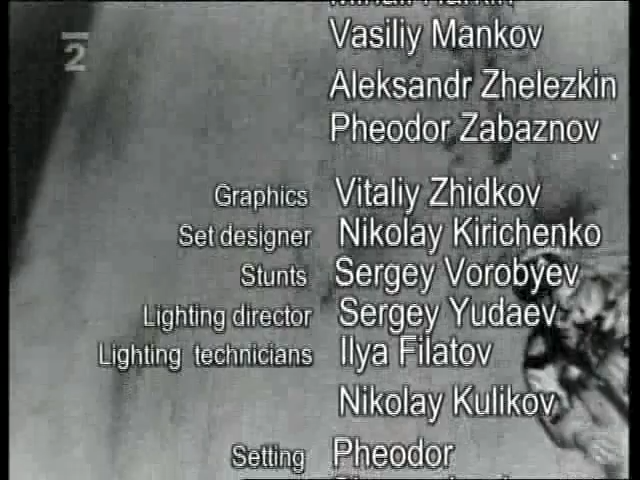 2
Vasiliy Mankov
Aleksandr Zhelezkin
Pheodor Zabaznov
Graphics Vitaliy Zhidkov
Set designer Nikolay Kirichenko
Stunts Sergey Vorobyev
Lighting director Sergey Yudaev
Lighting technicians Ilya Filatov
Nikolay Kulikov
Setting Pheodor